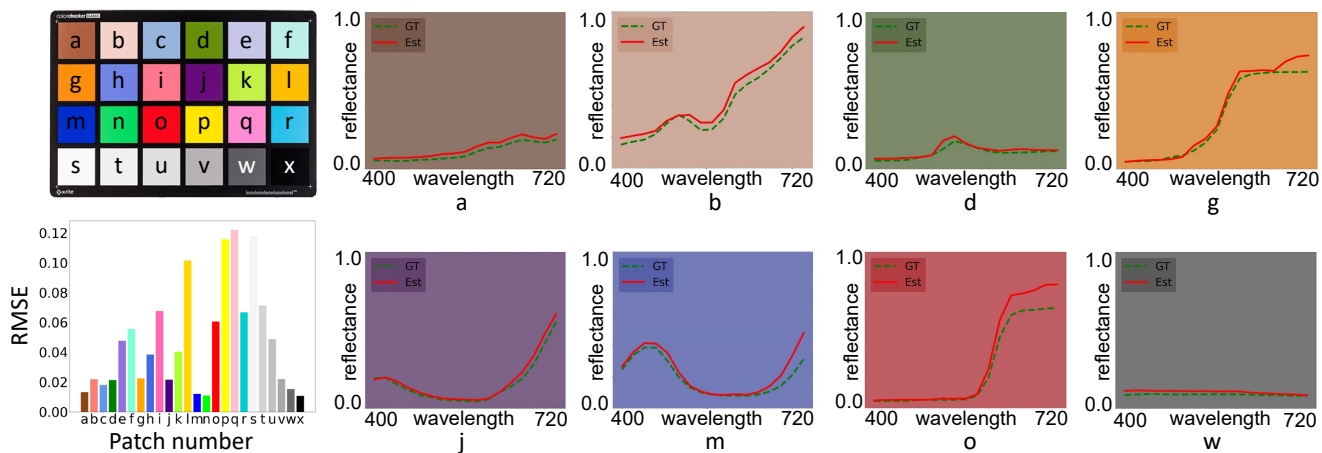 colorchecker CLASSIC
a b c d e f
g h i j k l
m n o p q r
s t u v w x
x-rite
GT
Est
reflectance
1.0
0.0
400 wavelength 720
a
GT
Est
reflectance
1.0
0.0
400 wavelength 720
b
GT
Est
reflectance
1.0
0.0
400 wavelength 720
d
GT
Est
reflectance
1.0
0.0
400 wavelength 720
g
RMSE
0.12
0.10
0.08
0.06
0.04
0.02
0.00
abcdefghijklmnopqrstuvwx
Patch number
GT
Est
reflectance
1.0
0.0
400 wavelength 720
j
GT
Est
reflectance
1.0
0.0
400 wavelength 720
m
GT
Est
reflectance
1.0
0.0
400 wavelength 720
o
GT
Est
reflectance
1.0
0.0
400 wavelength 720
w